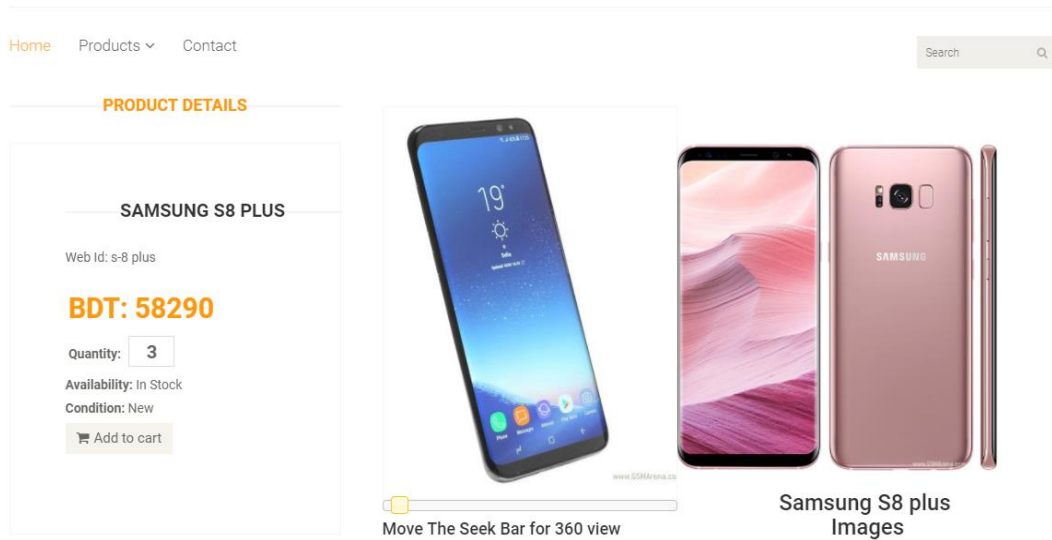 Home Products Contact
Search
PRODUCT DETAILS
SAMSUNG S8 PLUS
Web Id: s-8 plus
BDT: 58290
Quantity: 3
Availability: In Stock
Condition: New
Add to cart
19°
SAMSUNG
Move The Seek Bar for 360 view
Samsung S8 plus
Images